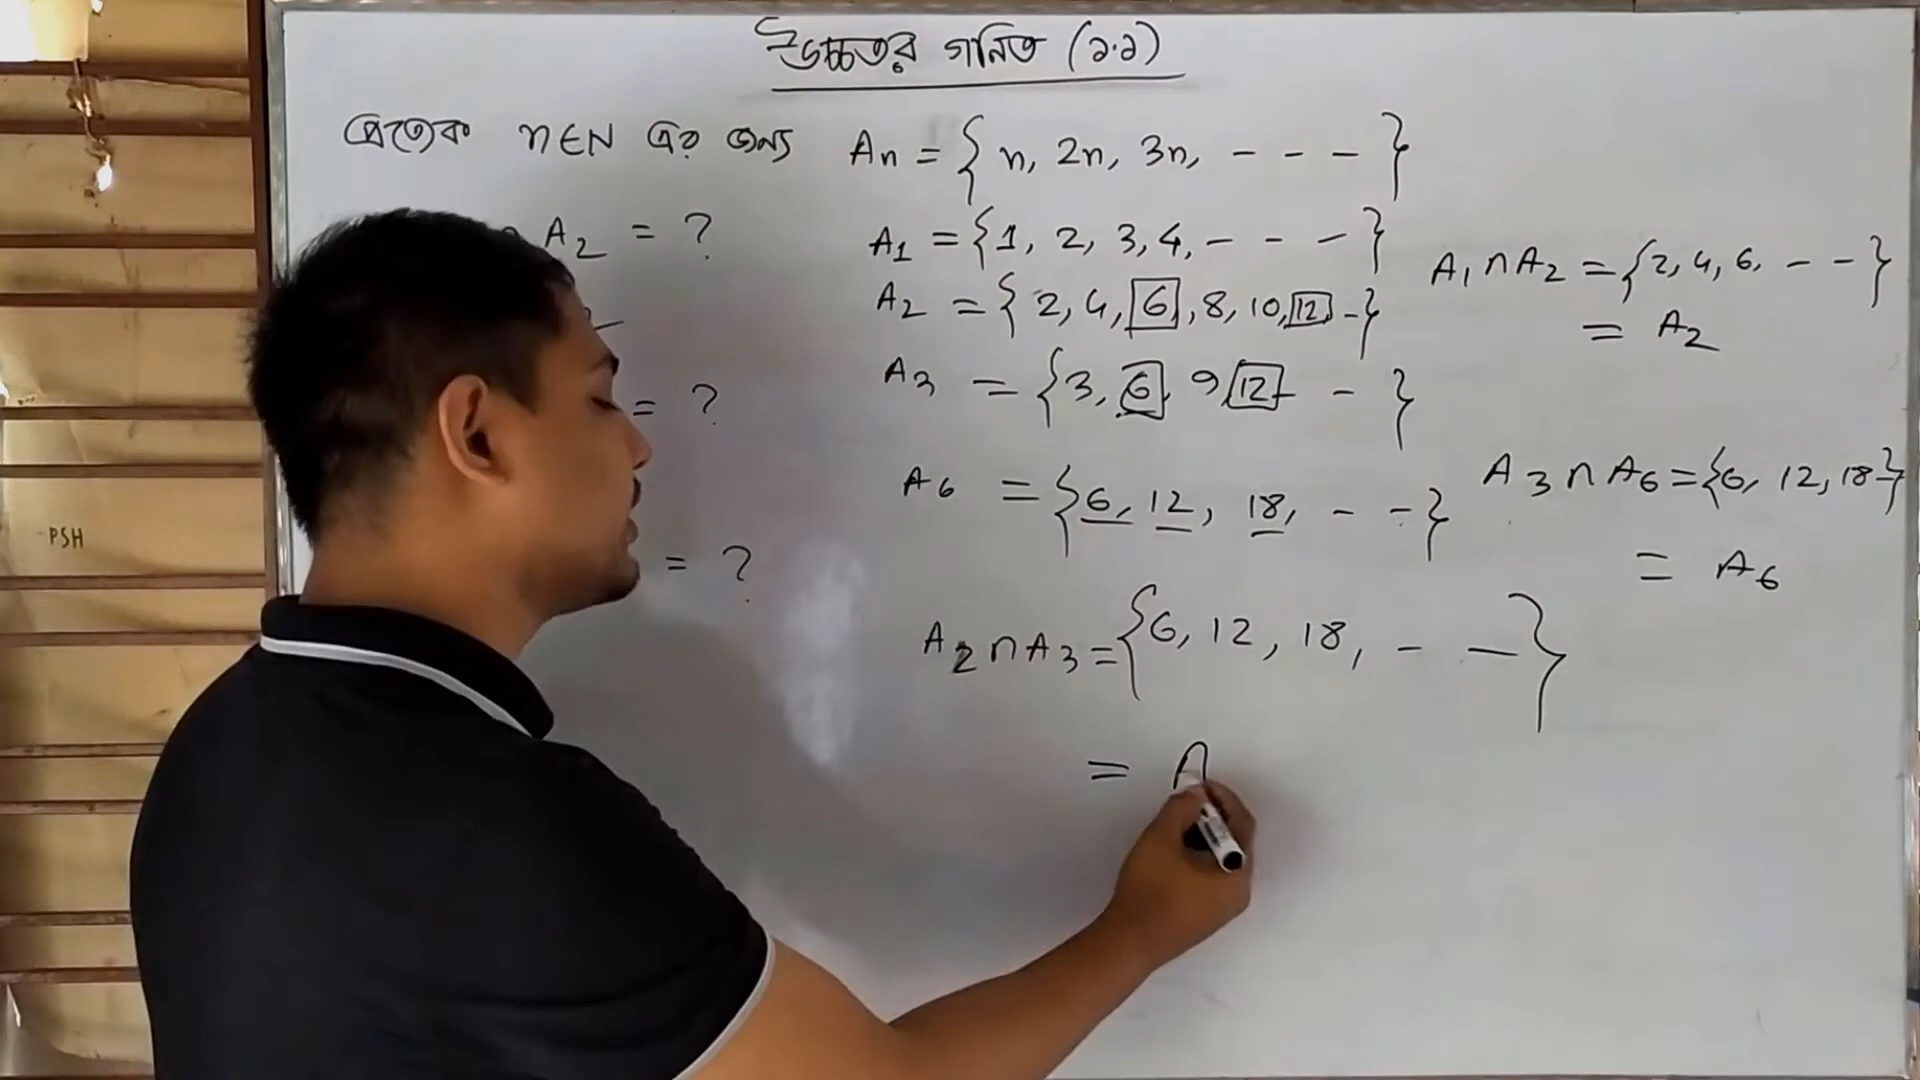 উচ্চতর গনিত (১.১)
প্রত্যেক n∈N এর জন্য An = { n, 2n, 3n, - - - }
A2 = ?
= ?
= ?
A1 = {1, 2, 3, 4, - - - }
A2 = { 2, 4, 6, 8, 10, 12 - }
A3 = {3, 6, 9, 12 - - }
A6 = {6, 12, 18, - - }
A2 ∩ A3 = {6, 12, 18, - - }
= A
A1 ∩ A2 = {2, 4, 6, - - }
= A2
A3 ∩ A6 = {6, 12, 18 }
= A6
PSH